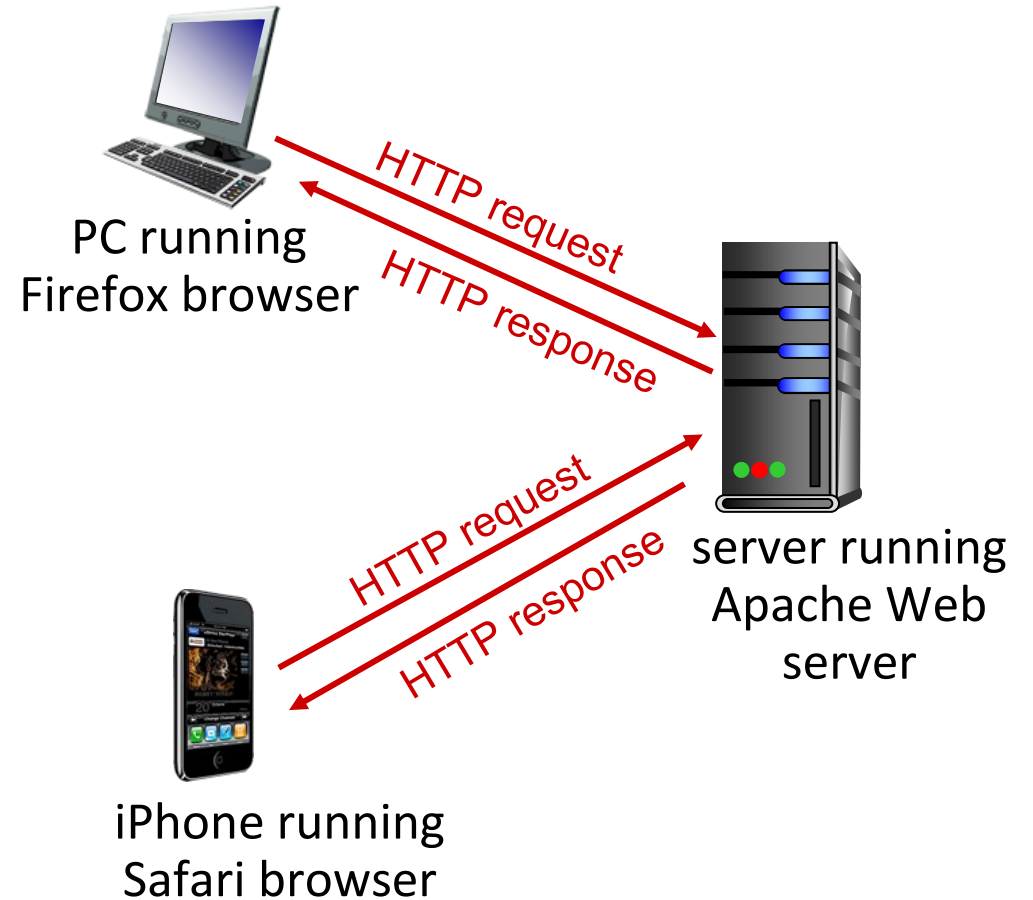 HTTP request
HTTP response
PC running
Firefox browser
HTTP request
HTTP response
server running
Apache Web
server
iPhone running
Safari browser